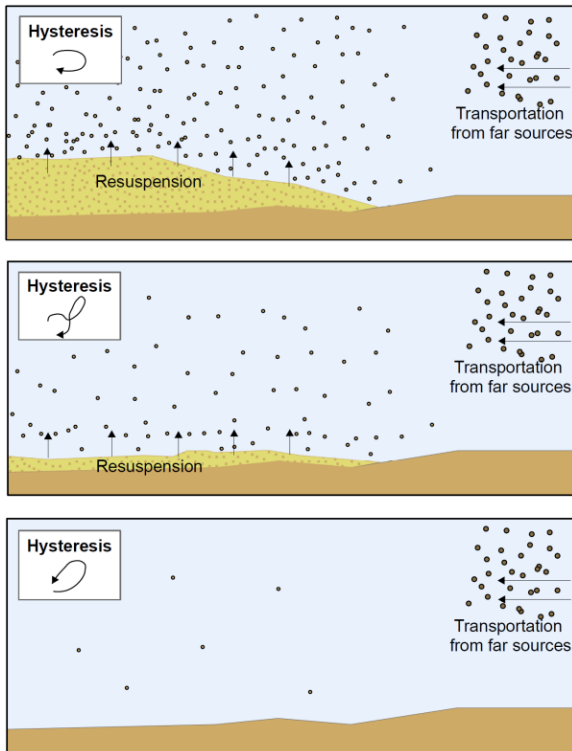 Hysteresis
Transportation
from far sources
Resuspension
Hysteresis
Transportation
from far sources
Resuspension
Hysteresis
Transportation
from far sources